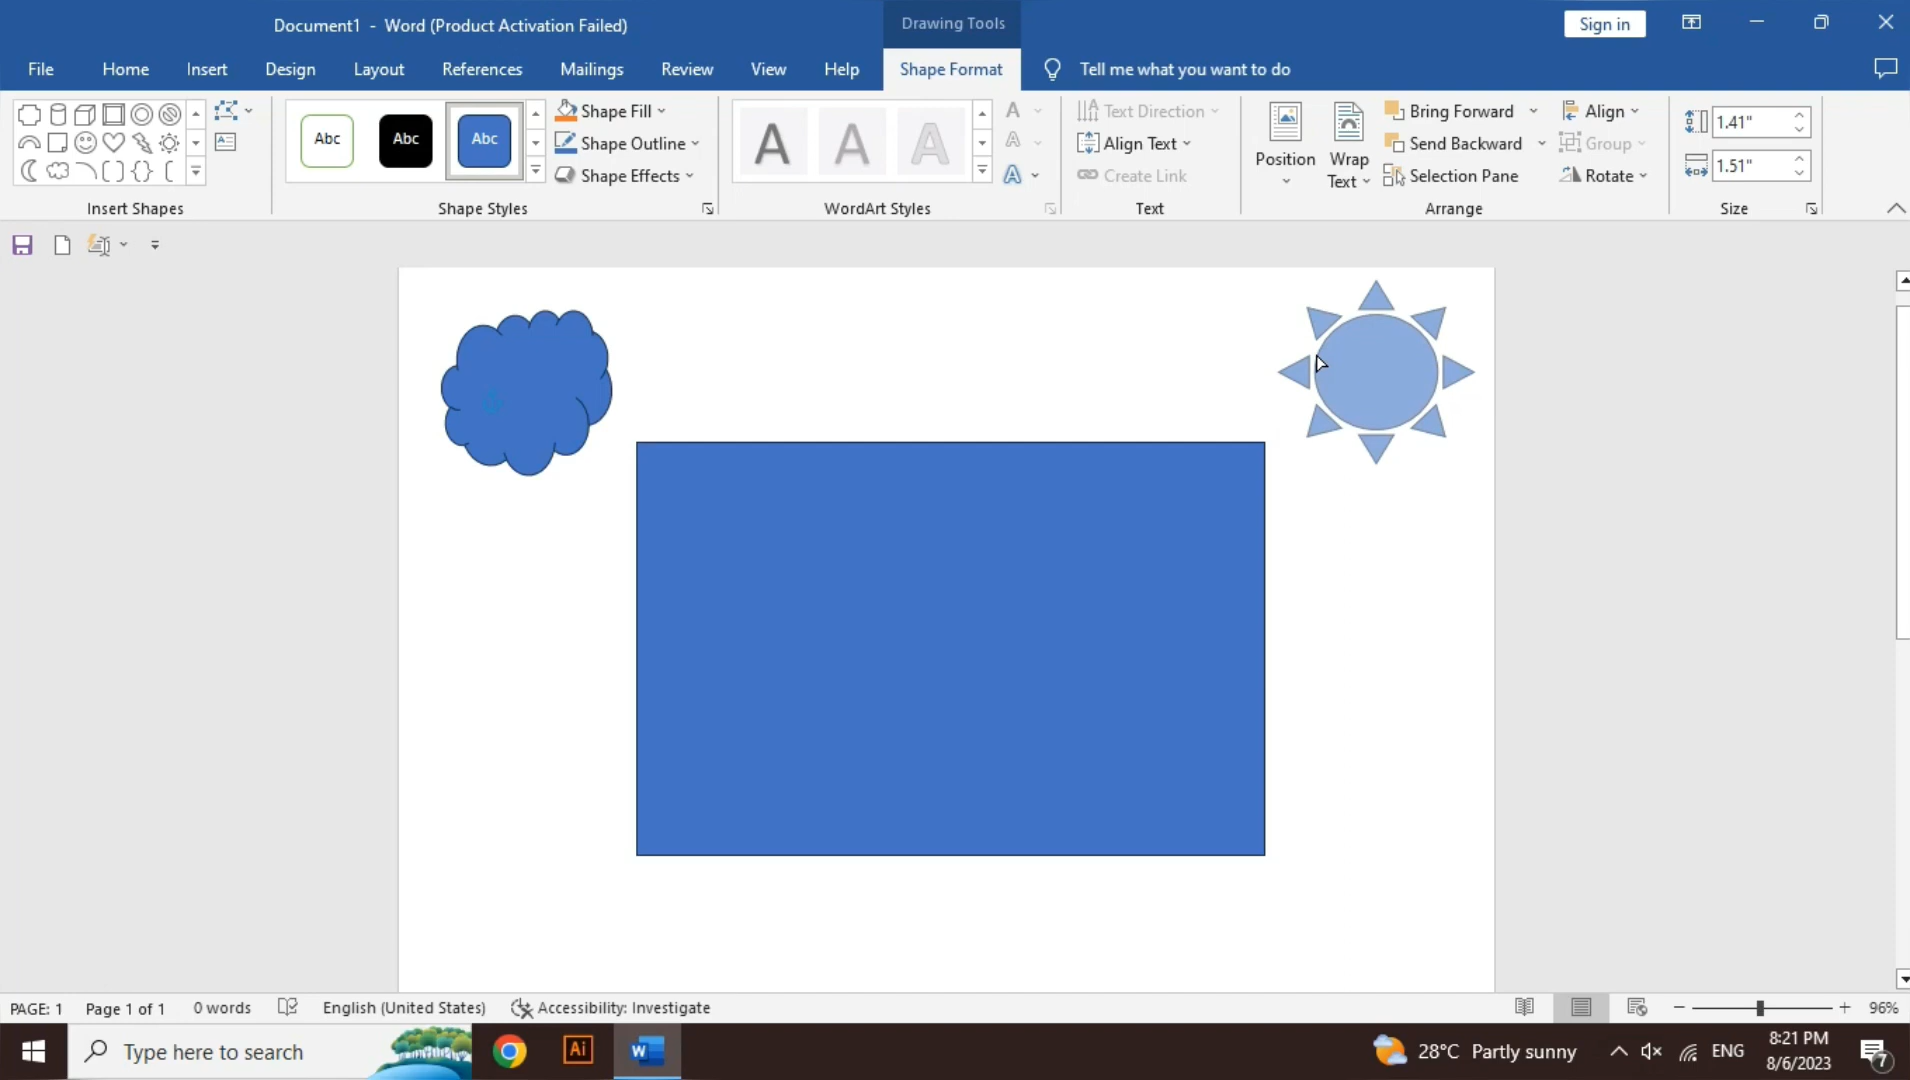 Document1 - Word (Product Activation Failed)
Drawing Tools
Sign in
File Home Insert Design Layout References Mailings Review View Help Shape Format Tell me what you want to do
Abc Abc Abc
Shape Fill
Shape Outline
Shape Effects
A A A
A
A
A
Text Direction
Align Text
Create Link
Position
Wrap
Text
Bring Forward
Send Backward
Selection Pane
Align
Group
Rotate
1.41"
1.51"
Insert Shapes Shape Styles WordArt Styles Text Arrange Size
PAGE: 1 Page 1 of 1 0 words English (United States) Accessibility: Investigate 96%
Type here to search
Ai
W
28°C Partly sunny
ENG
8:21 PM
8/6/2023
7